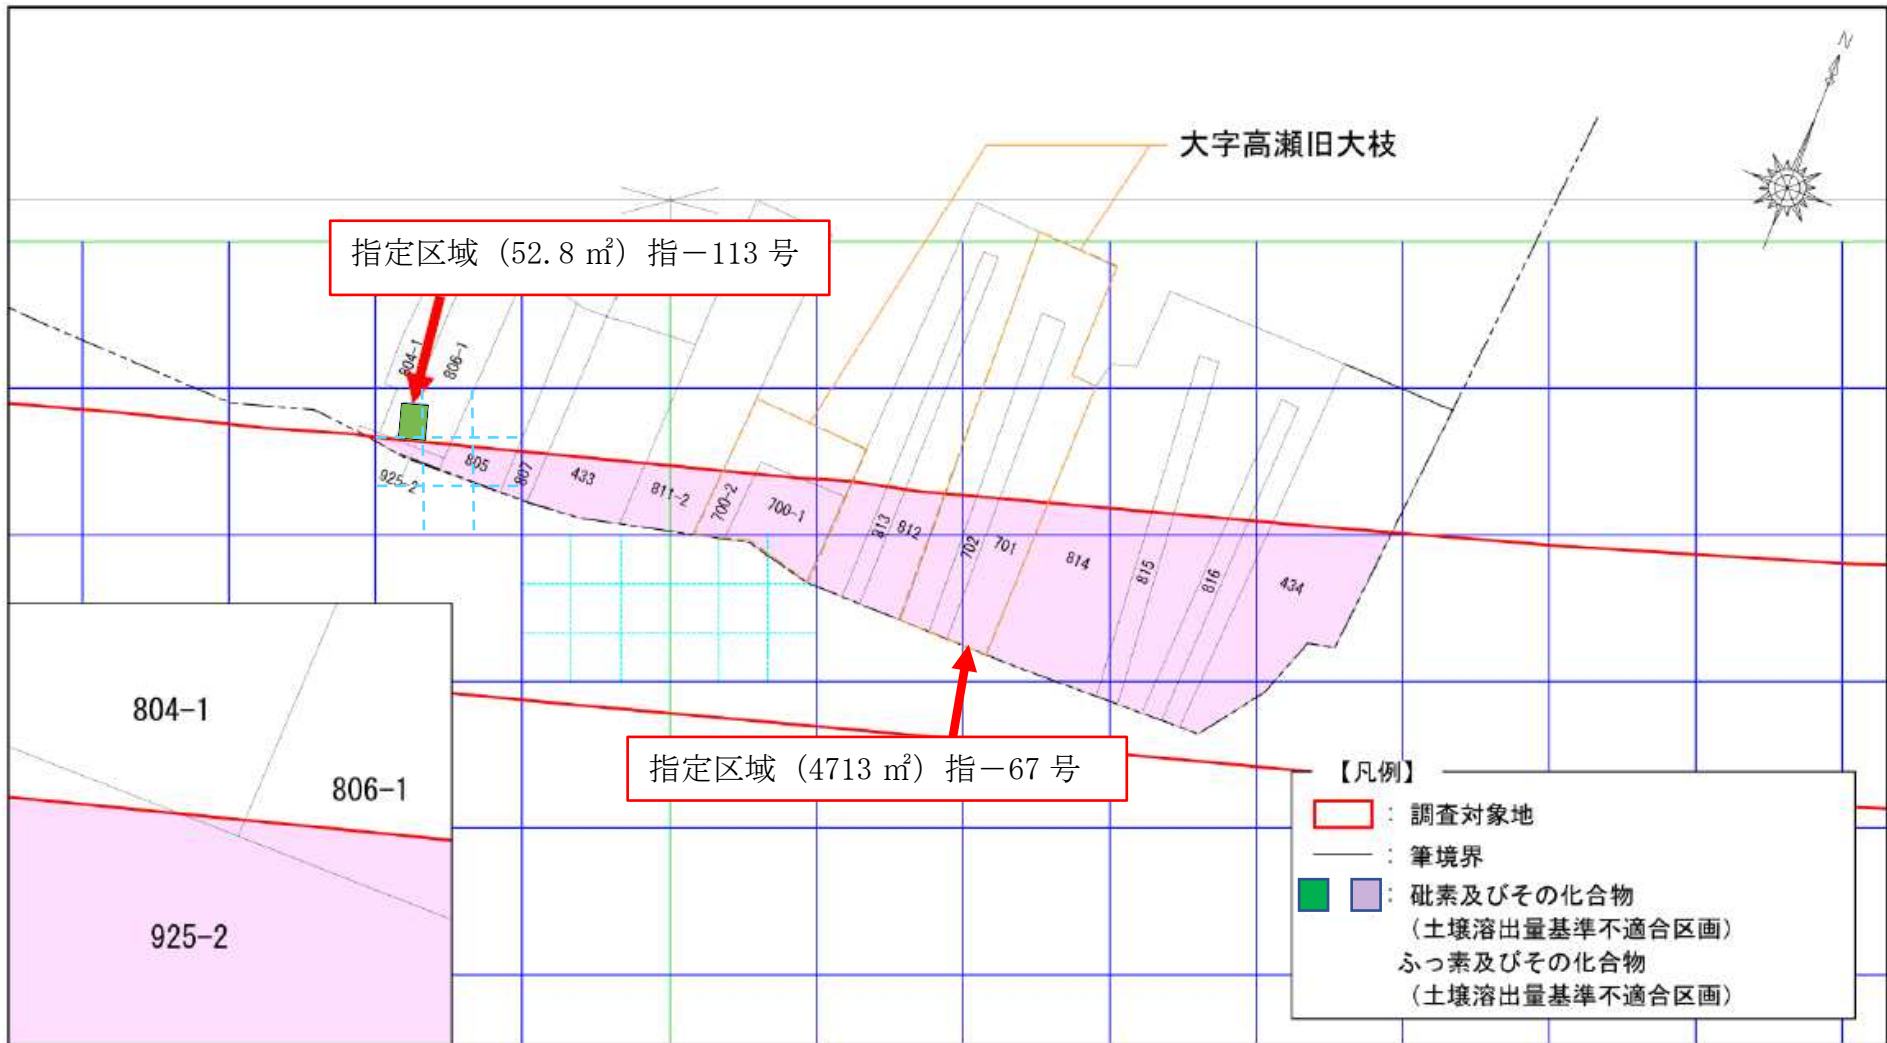 N
大字高瀬旧大枝
指定区域（52.8 ㎡）指－113 号
804-1
806-1
925-2
805
807
433
811-2
700-2
700-1
813
812
702
701
814
815
816
434
指定区域（4713 ㎡）指－67 号
804-1
806-1
925-2
【凡例】
：調査対象地
：筆境界
：砒素及びその化合物
（土壌溶出量基準不適合区画）
ふっ素及びその化合物
（土壌溶出量基準不適合区画）